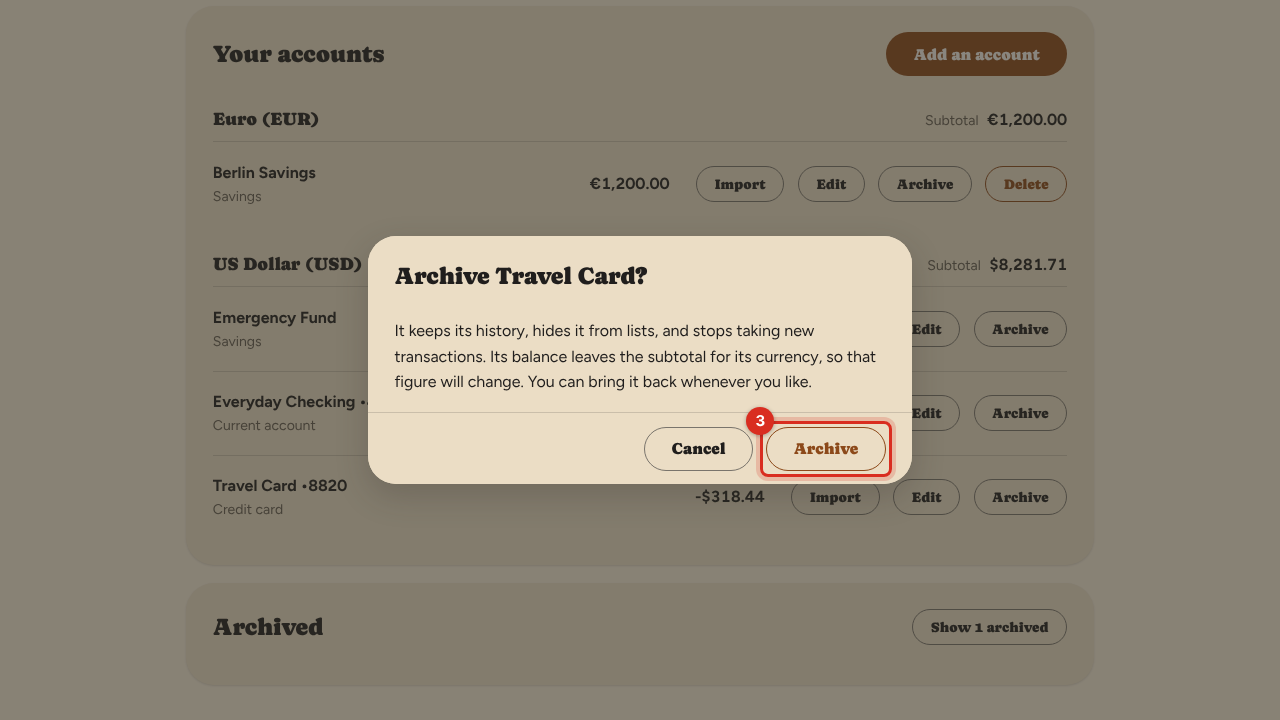 Your accounts
Add an account
Euro (EUR)
Subtotal €1,200.00
Berlin Savings
Savings
€1,200.00
Import
Edit
Archive
Delete
US Dollar (USD)
Subtotal $8,281.71
Emergency Fund
Savings
Edit
Archive
Archive Travel Card?
It keeps its history, hides it from lists, and stops taking new
transactions. Its balance leaves the subtotal for its currency, so that
figure will change. You can bring it back whenever you like.
Everyday Checking
Current account
Edit
Archive
3
Cancel
Archive
Travel Card •8820
Credit card
-$318.44
Import
Edit
Archive
Archived
Show 1 archived